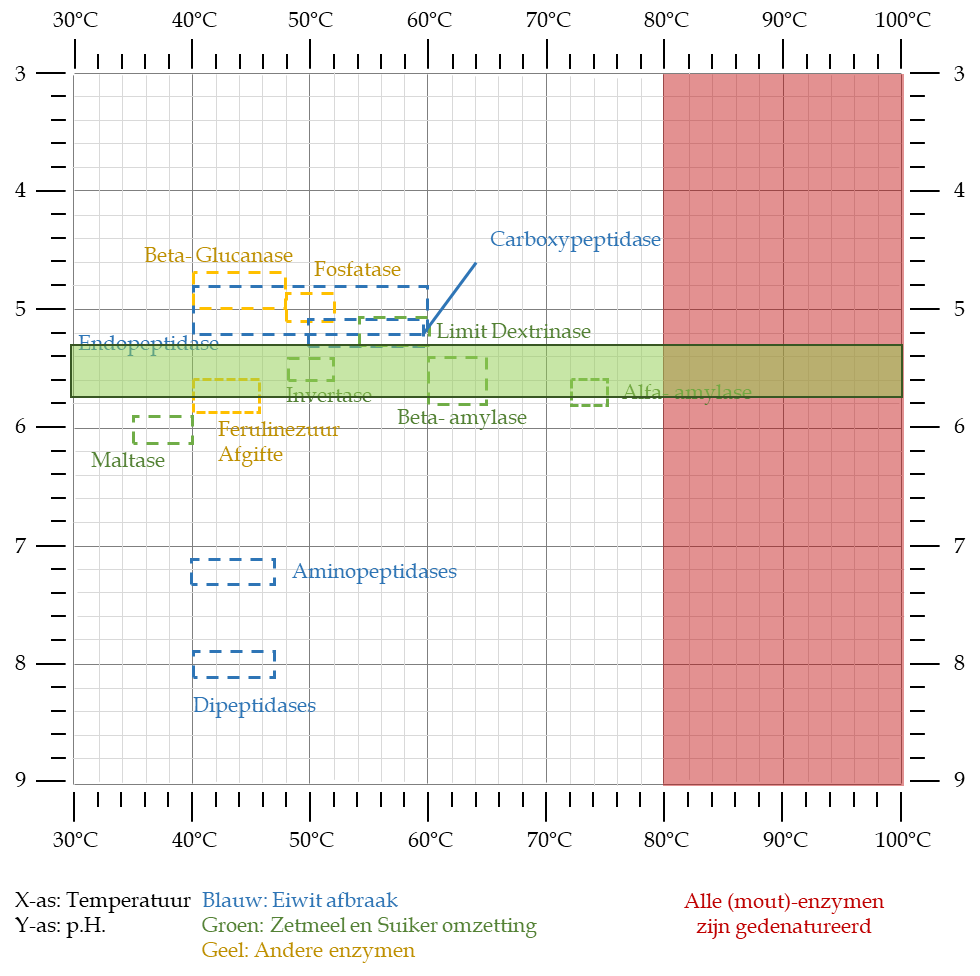 30°C 40°C 50°C 60°C 70°C 80°C 90°C 100°C
3 3
4 4
Carboxypeptidase
Beta- Glucanase
Fosfatase
5 5
Limit Dextrinase
Endopeptidase
Invertase
Alfa- amylase
Beta- amylase
6 6
Ferulinezuur
Afgifte
Maltase
7 7
Aminopeptidases
8 8
Dipeptidases
9 9
30°C 40°C 50°C 60°C 70°C 80°C 90°C 100°C
X-as: Temperatuur
Y-as: p.H.
Blauw: Eiwit afbraak
Groen: Zetmeel en Suiker omzetting
Geel: Andere enzymen
Alle (mout)-enzymen
zijn gedenatureerd